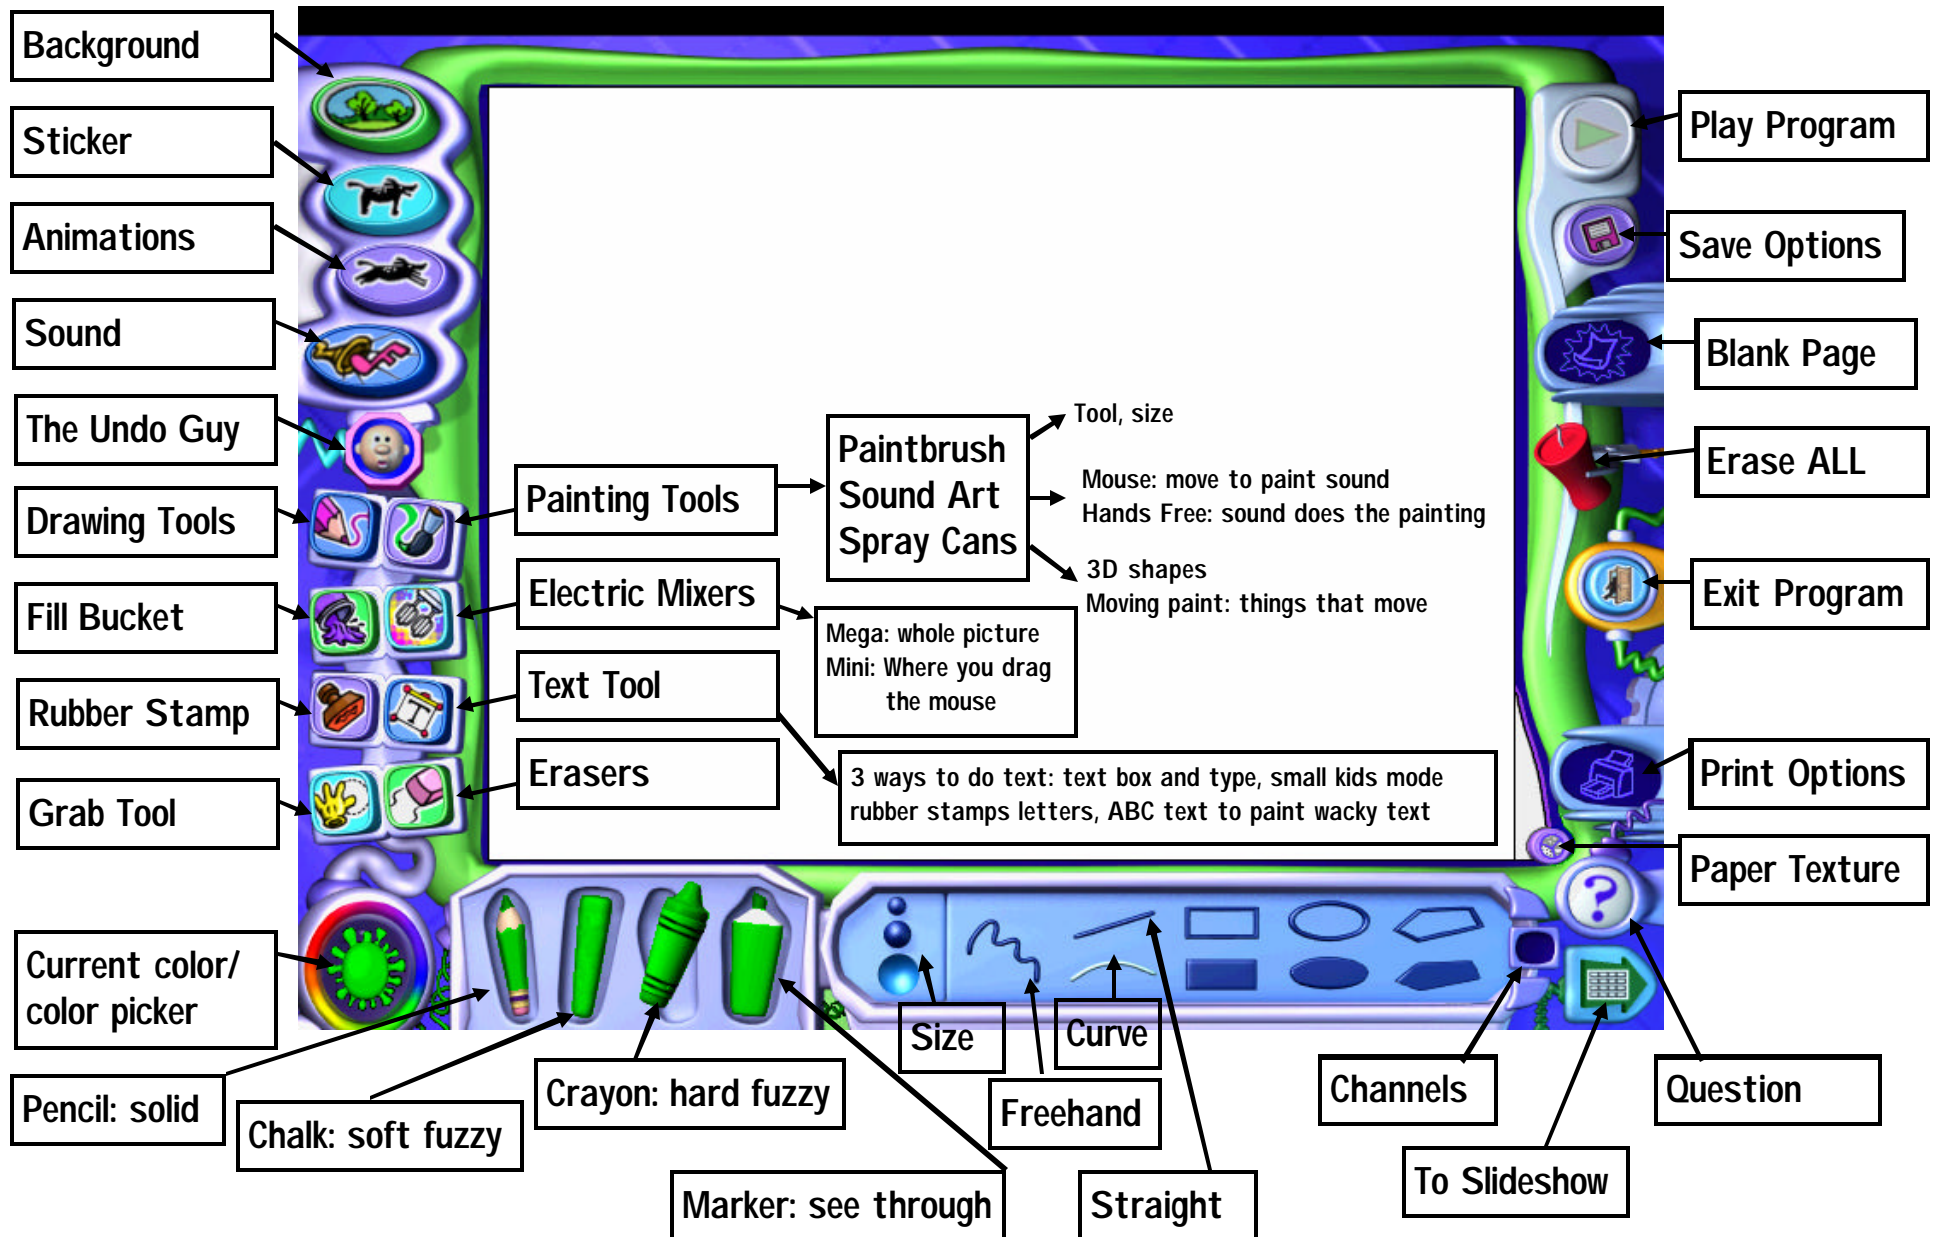 Background
Sticker
Animations
Sound
The Undo Guy
Drawing Tools
Fill Bucket
Rubber Stamp
Grab Tool
Current color/
color picker
Pencil: solid
Chalk: soft fuzzy
Crayon: hard fuzzy
Marker: see through
Painting Tools
Electric Mixers
Text Tool
Erasers
Paintbrush
Sound Art
Spray Cans
Tool, size
Mouse: move to paint sound
Hands Free: sound does the painting
3D shapes
Moving paint: things that move
Mega: whole picture
Mini: Where you drag
the mouse
3 ways to do text: text box and type, small kids mode
rubber stamps letters, ABC text to paint wacky text
T
?
Size
Freehand
Curve
Straight
Channels
To Slideshow
Question
Play Program
Save Options
Blank Page
Erase ALL
Exit Program
Print Options
Paper Texture